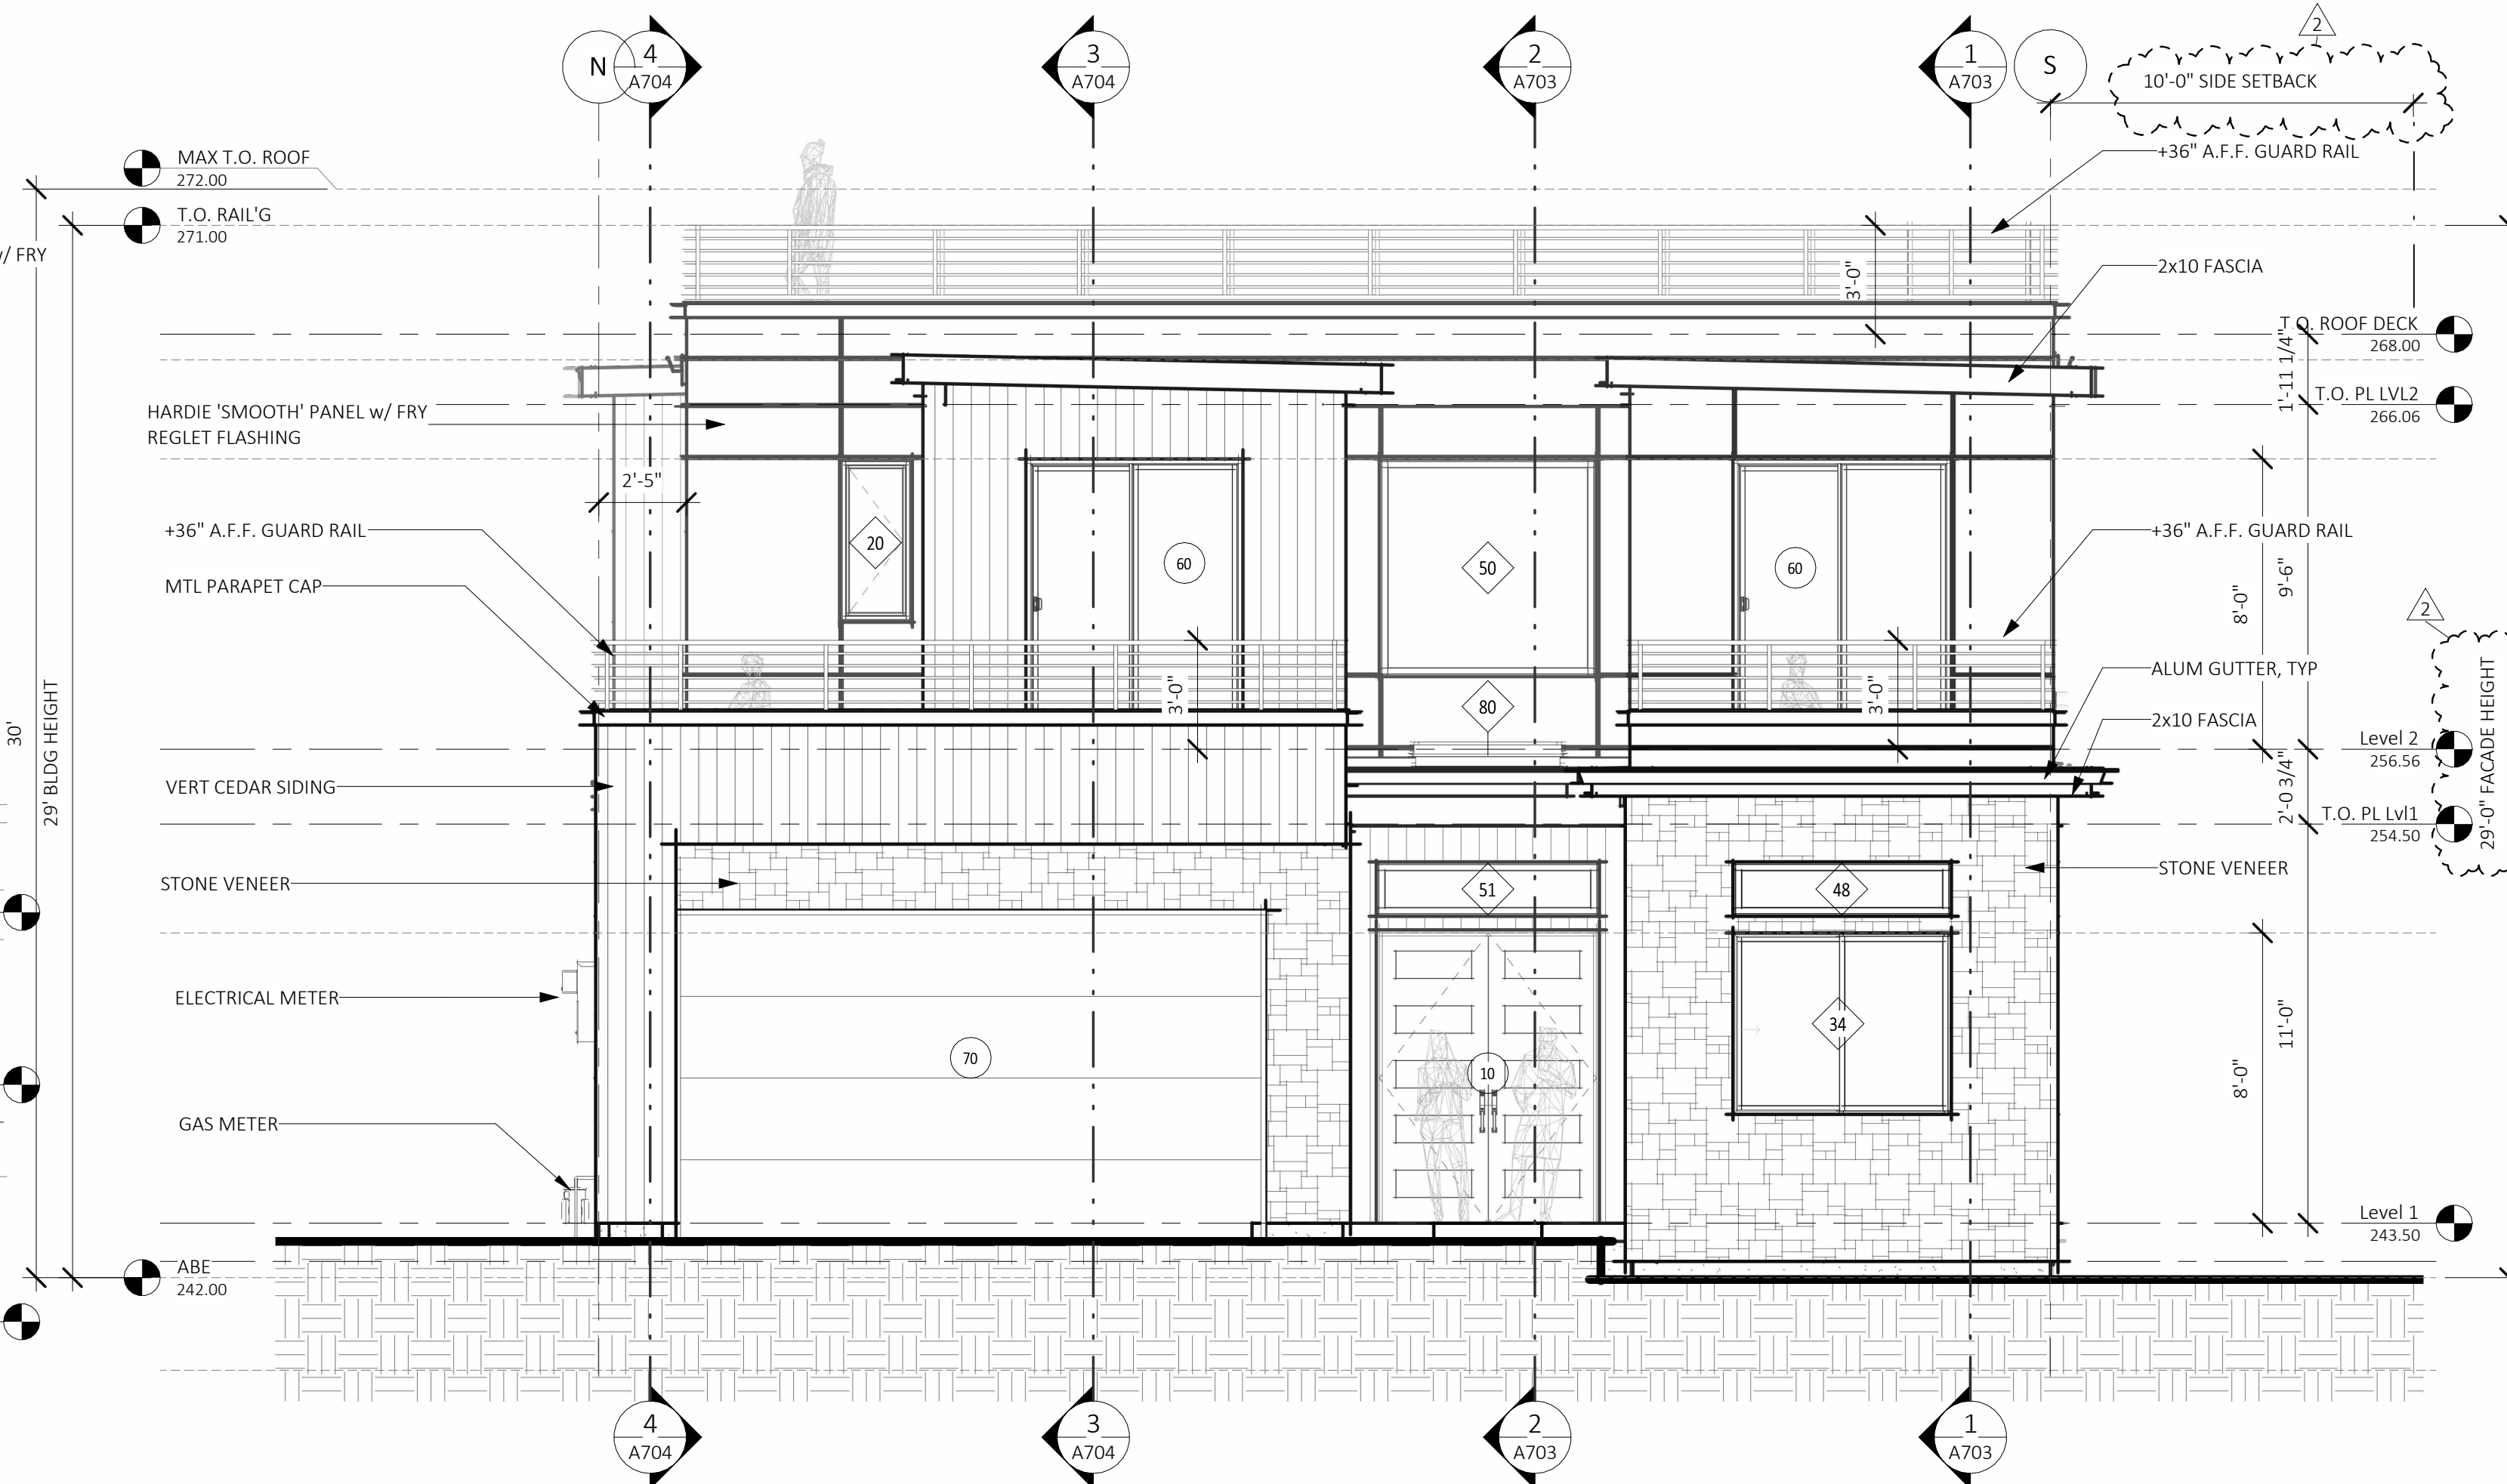 2
N
4
A704
3
A704
2
A703
1
A703
S
10'-0" SIDE SETBACK
MAX T.O. ROOF
272.00
+36" A.F.F. GUARD RAIL
T.O. RAIL'G
271.00
w/ FRY
3'-0"
2x10 FASCIA
T.O. ROOF DECK
268.00
1'-11 1/4"
T.O. PL LVL2
266.06
HARDIE 'SMOOTH' PANEL w/ FRY
REGLET FLASHING
2'-5"
+36" A.F.F. GUARD RAIL
20
60
50
60
+36" A.F.F. GUARD RAIL
8'-0"
9'-6"
MTL PARAPET CAP
2
ALUM GUTTER, TYP
3'-0"
80
3'-0"
2x10 FASCIA
30'
29' BLDG HEIGHT
Level 2
256.56
29'-0" FACADE HEIGHT
VERT CEDAR SIDING
2'-0 3/4"
T.O. PL Lvl1
254.50
STONE VENEER
51
48
STONE VENEER
ELECTRICAL METER
34
70
10
8'-0"
11'-0"
GAS METER
Level 1
243.50
ABE
242.00
4
A704
3
A704
2
A703
1
A703